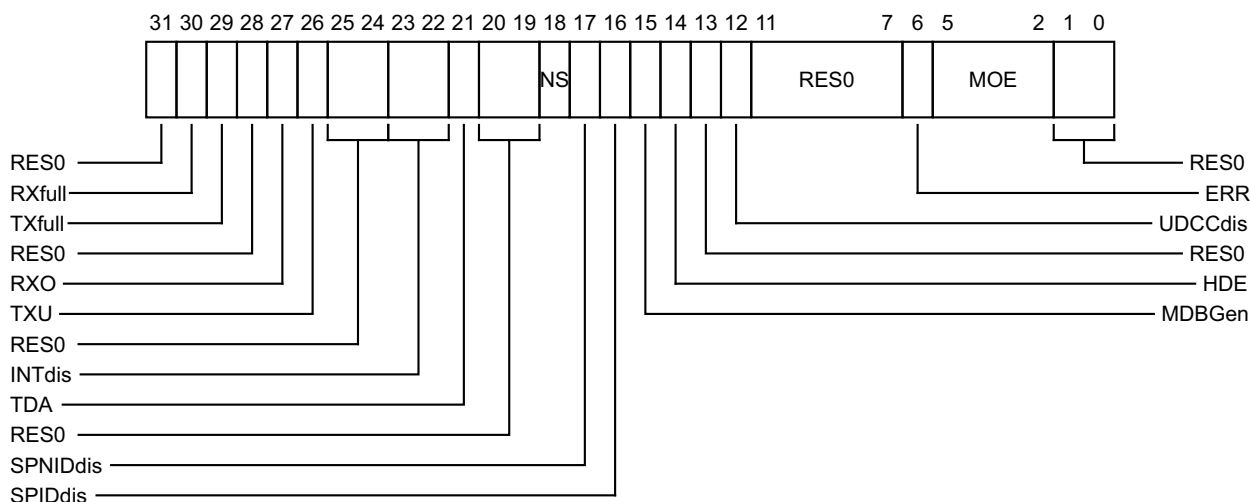 31 30 29 28 27 26 25 24 23 22 21 20 19 18 17 16 15 14 13 12 11 7 6 5 2 1 0
NS RES0 MOE
RES0 RES0
RXfull ERR
TXfull UDCCdis
RES0 RES0
RXO HDE
TXU MDBGen
RES0
INTdis
TDA
RES0
SPNIDdis
SPIDdis